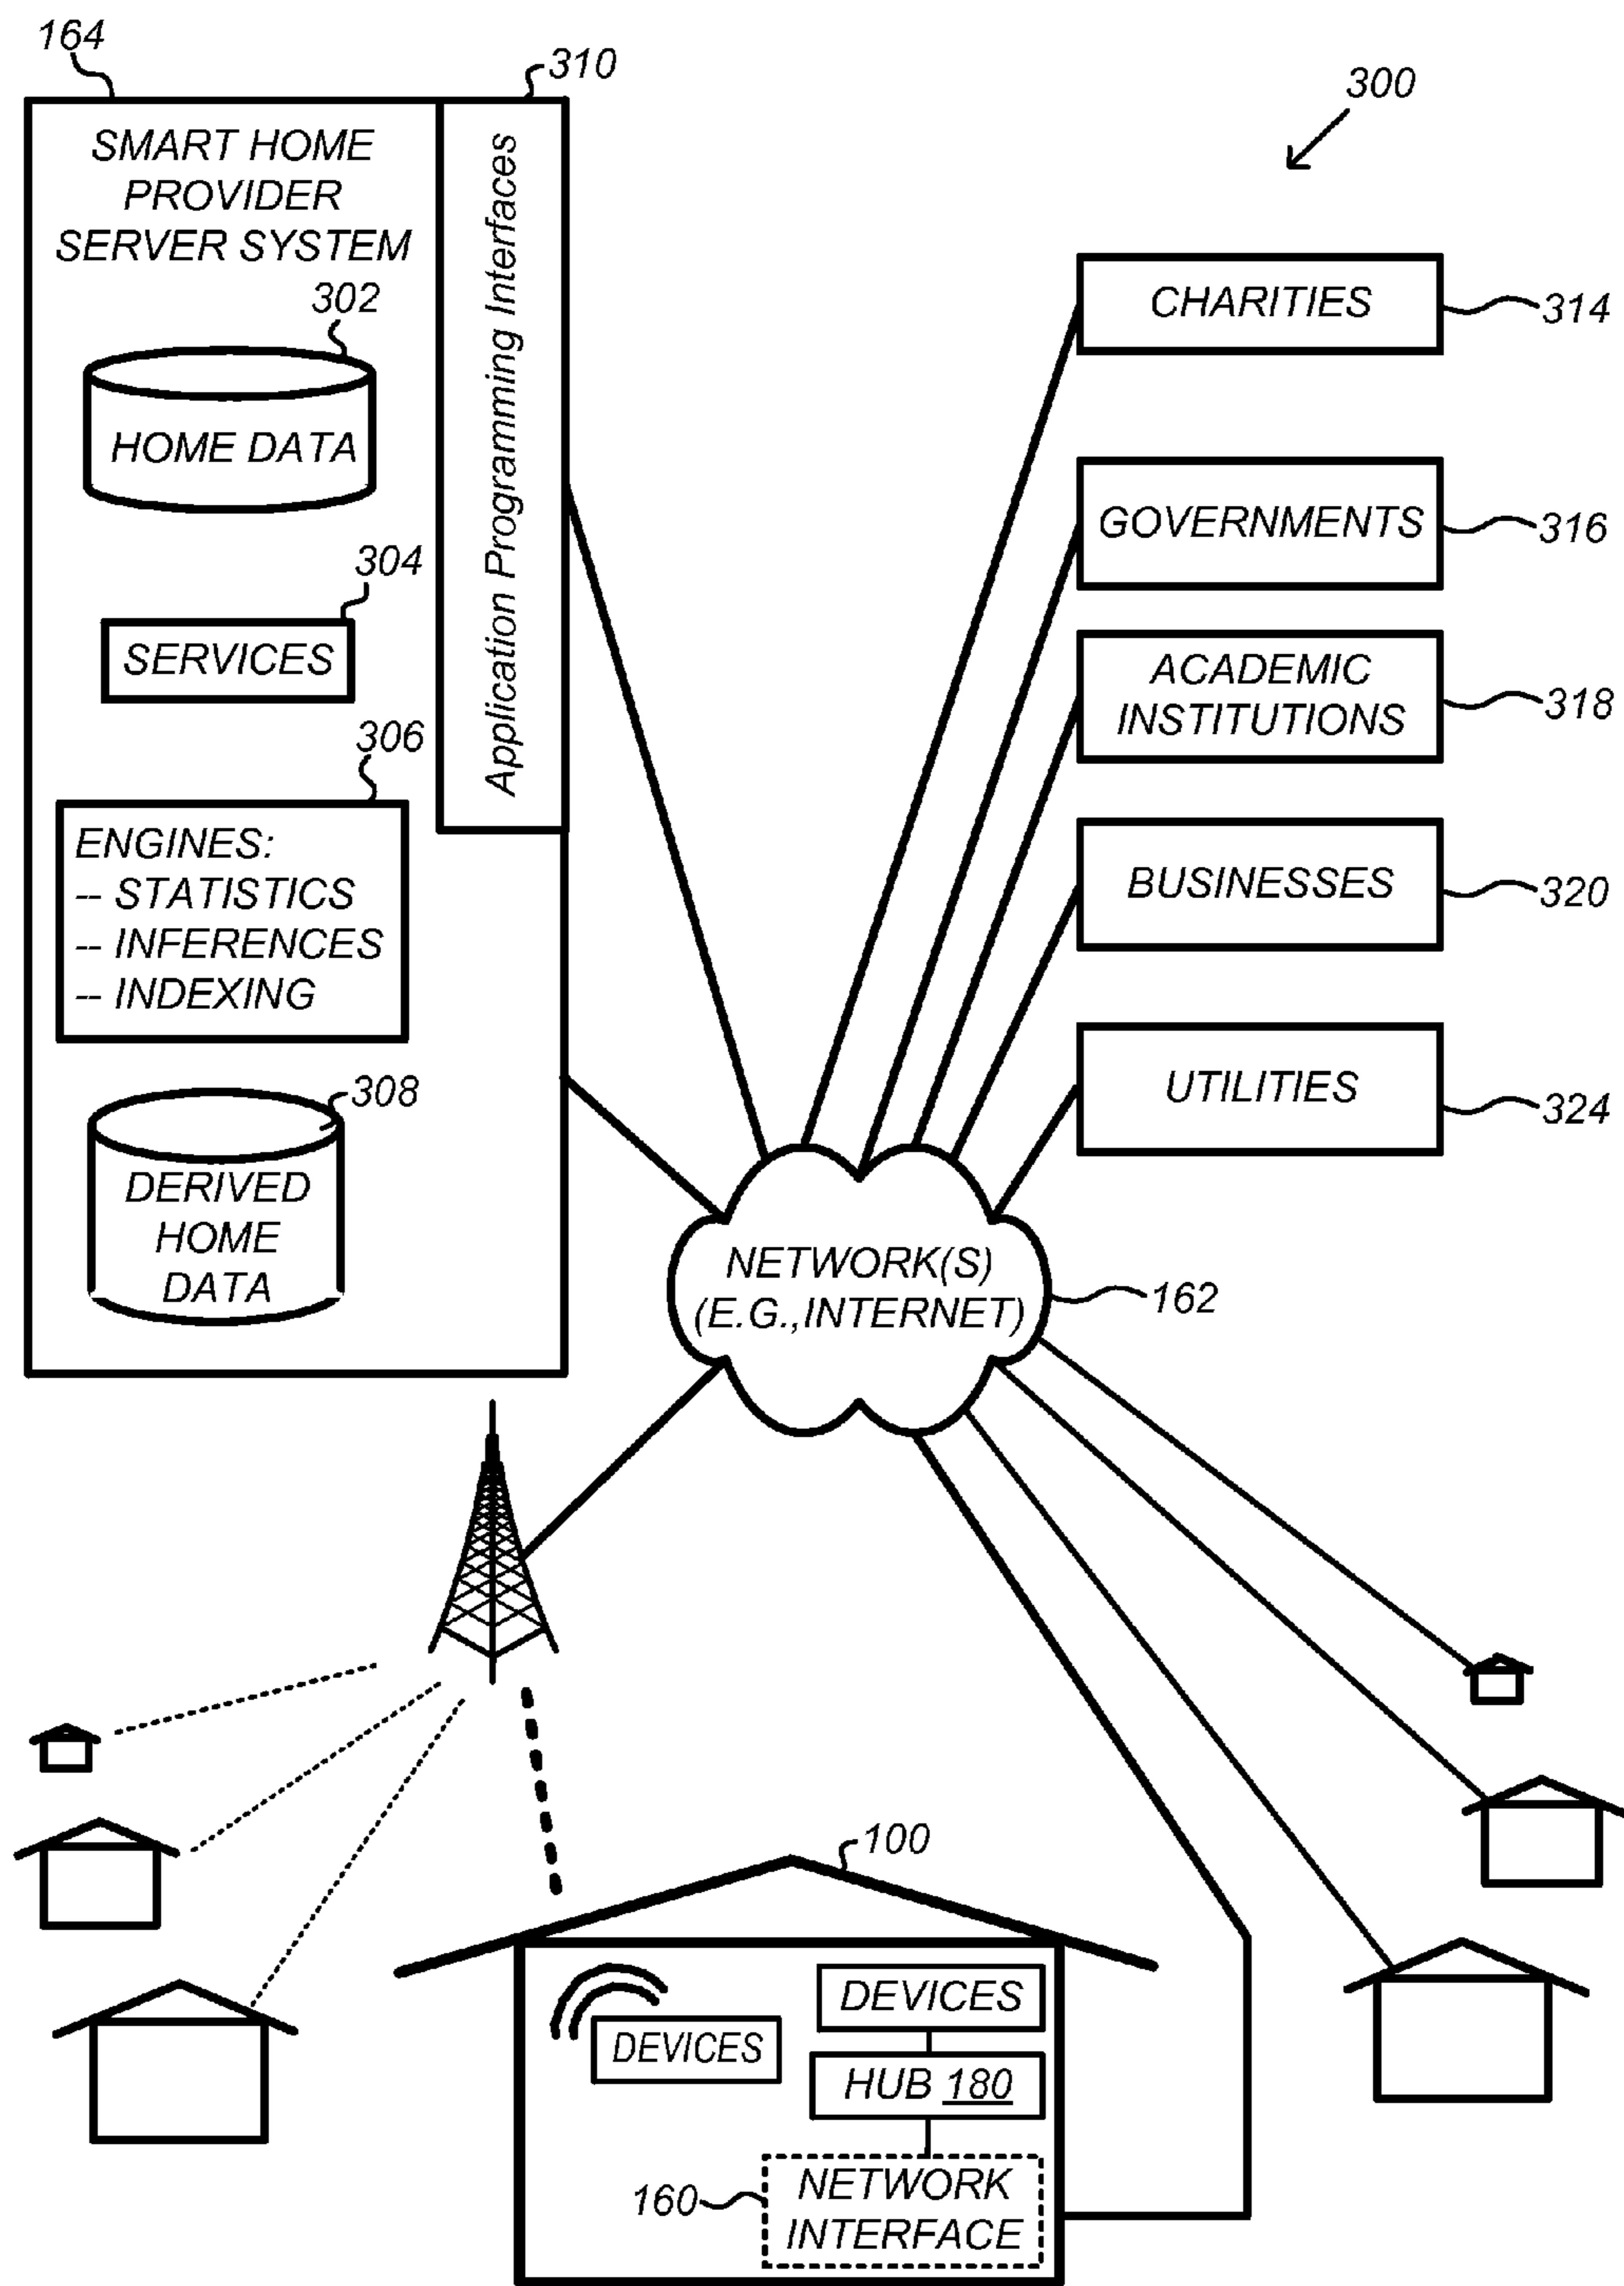 164
310
300
SMART HOME
PROVIDER
SERVER SYSTEM
Application Programming Interfaces
302
HOME DATA
304
SERVICES
306
ENGINES:
-- STATISTICS
-- INFERENCES
-- INDEXING
308
DERIVED
HOME
DATA
CHARITIES
314
GOVERNMENTS
316
ACADEMIC
INSTITUTIONS
318
BUSINESSES
320
UTILITIES
324
NETWORK(S)
(E.G.,INTERNET)
162
100
DEVICES
DEVICES
HUB 180
160
NETWORK
INTERFACE